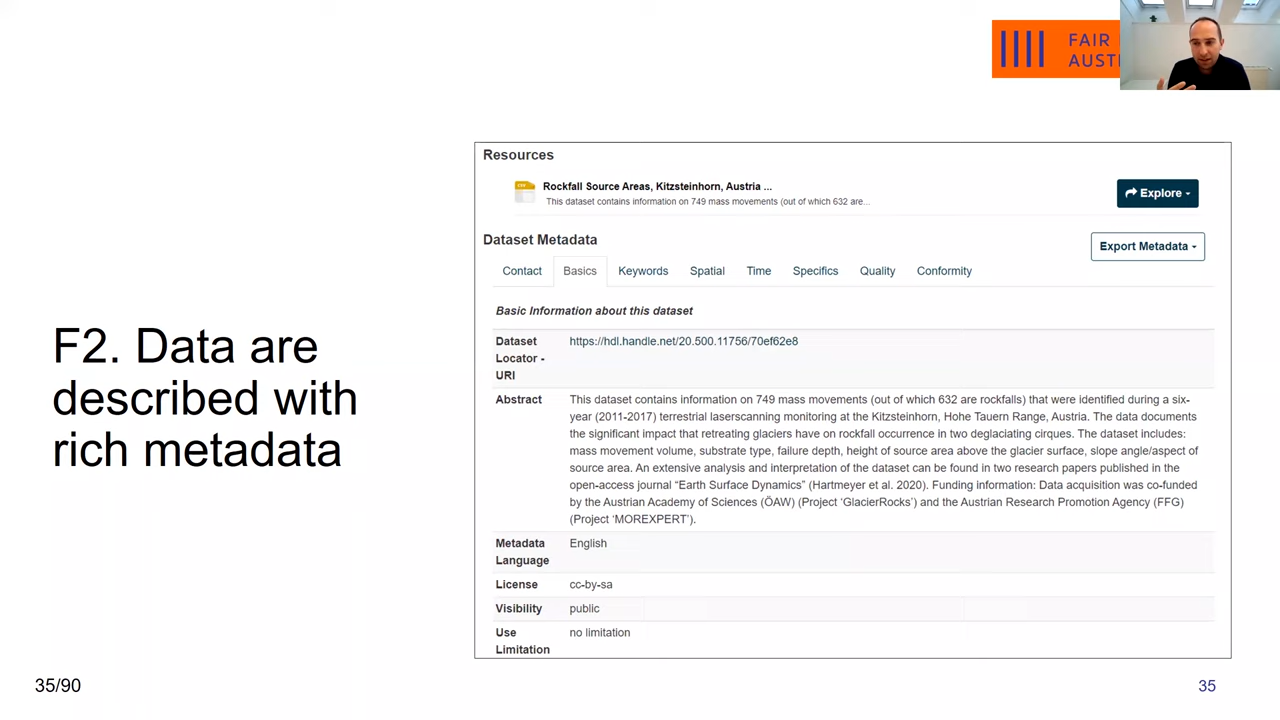 FAIR
AUST
Resources
Rockfall Source Areas, Kitzsteinhorn, Austria ...
This dataset contains information on 749 mass movements (out of which 632 are...
Explore
Dataset Metadata
Export Metadata
Contact Basics Keywords Spatial Time Specifics Quality Conformity
Basic Information about this dataset
Dataset Locator - URI
https://hdl.handle.net/20.500.11756/70ef62e8
Abstract
This dataset contains information on 749 mass movements (out of which 632 are rockfalls) that were identified during a six-
year (2011-2017) terrestrial laserscanning monitoring at the Kitzsteinhorn, Hohe Tauern Range, Austria. The data documents
the significant impact that retreating glaciers have on rockfall occurrence in two deglaciating cirques. The dataset includes:
mass movement volume, substrate type, failure depth, height of source area above the glacier surface, slope angle/aspect of
source area. An extensive analysis and interpretation of the dataset can be found in two research papers published in the
open-access journal “Earth Surface Dynamics” (Hartmeyer et al. 2020). Funding information: Data acquisition was co-funded
by the Austrian Academy of Sciences (ÖAW) (Project ‘GlacierRocks’) and the Austrian Research Promotion Agency (FFG)
(Project ‘MOREXPERT’).
Metadata Language
English
License
cc-by-sa
Visibility
public
Use Limitation
no limitation
F2. Data are
described with
rich metadata
35/90
35